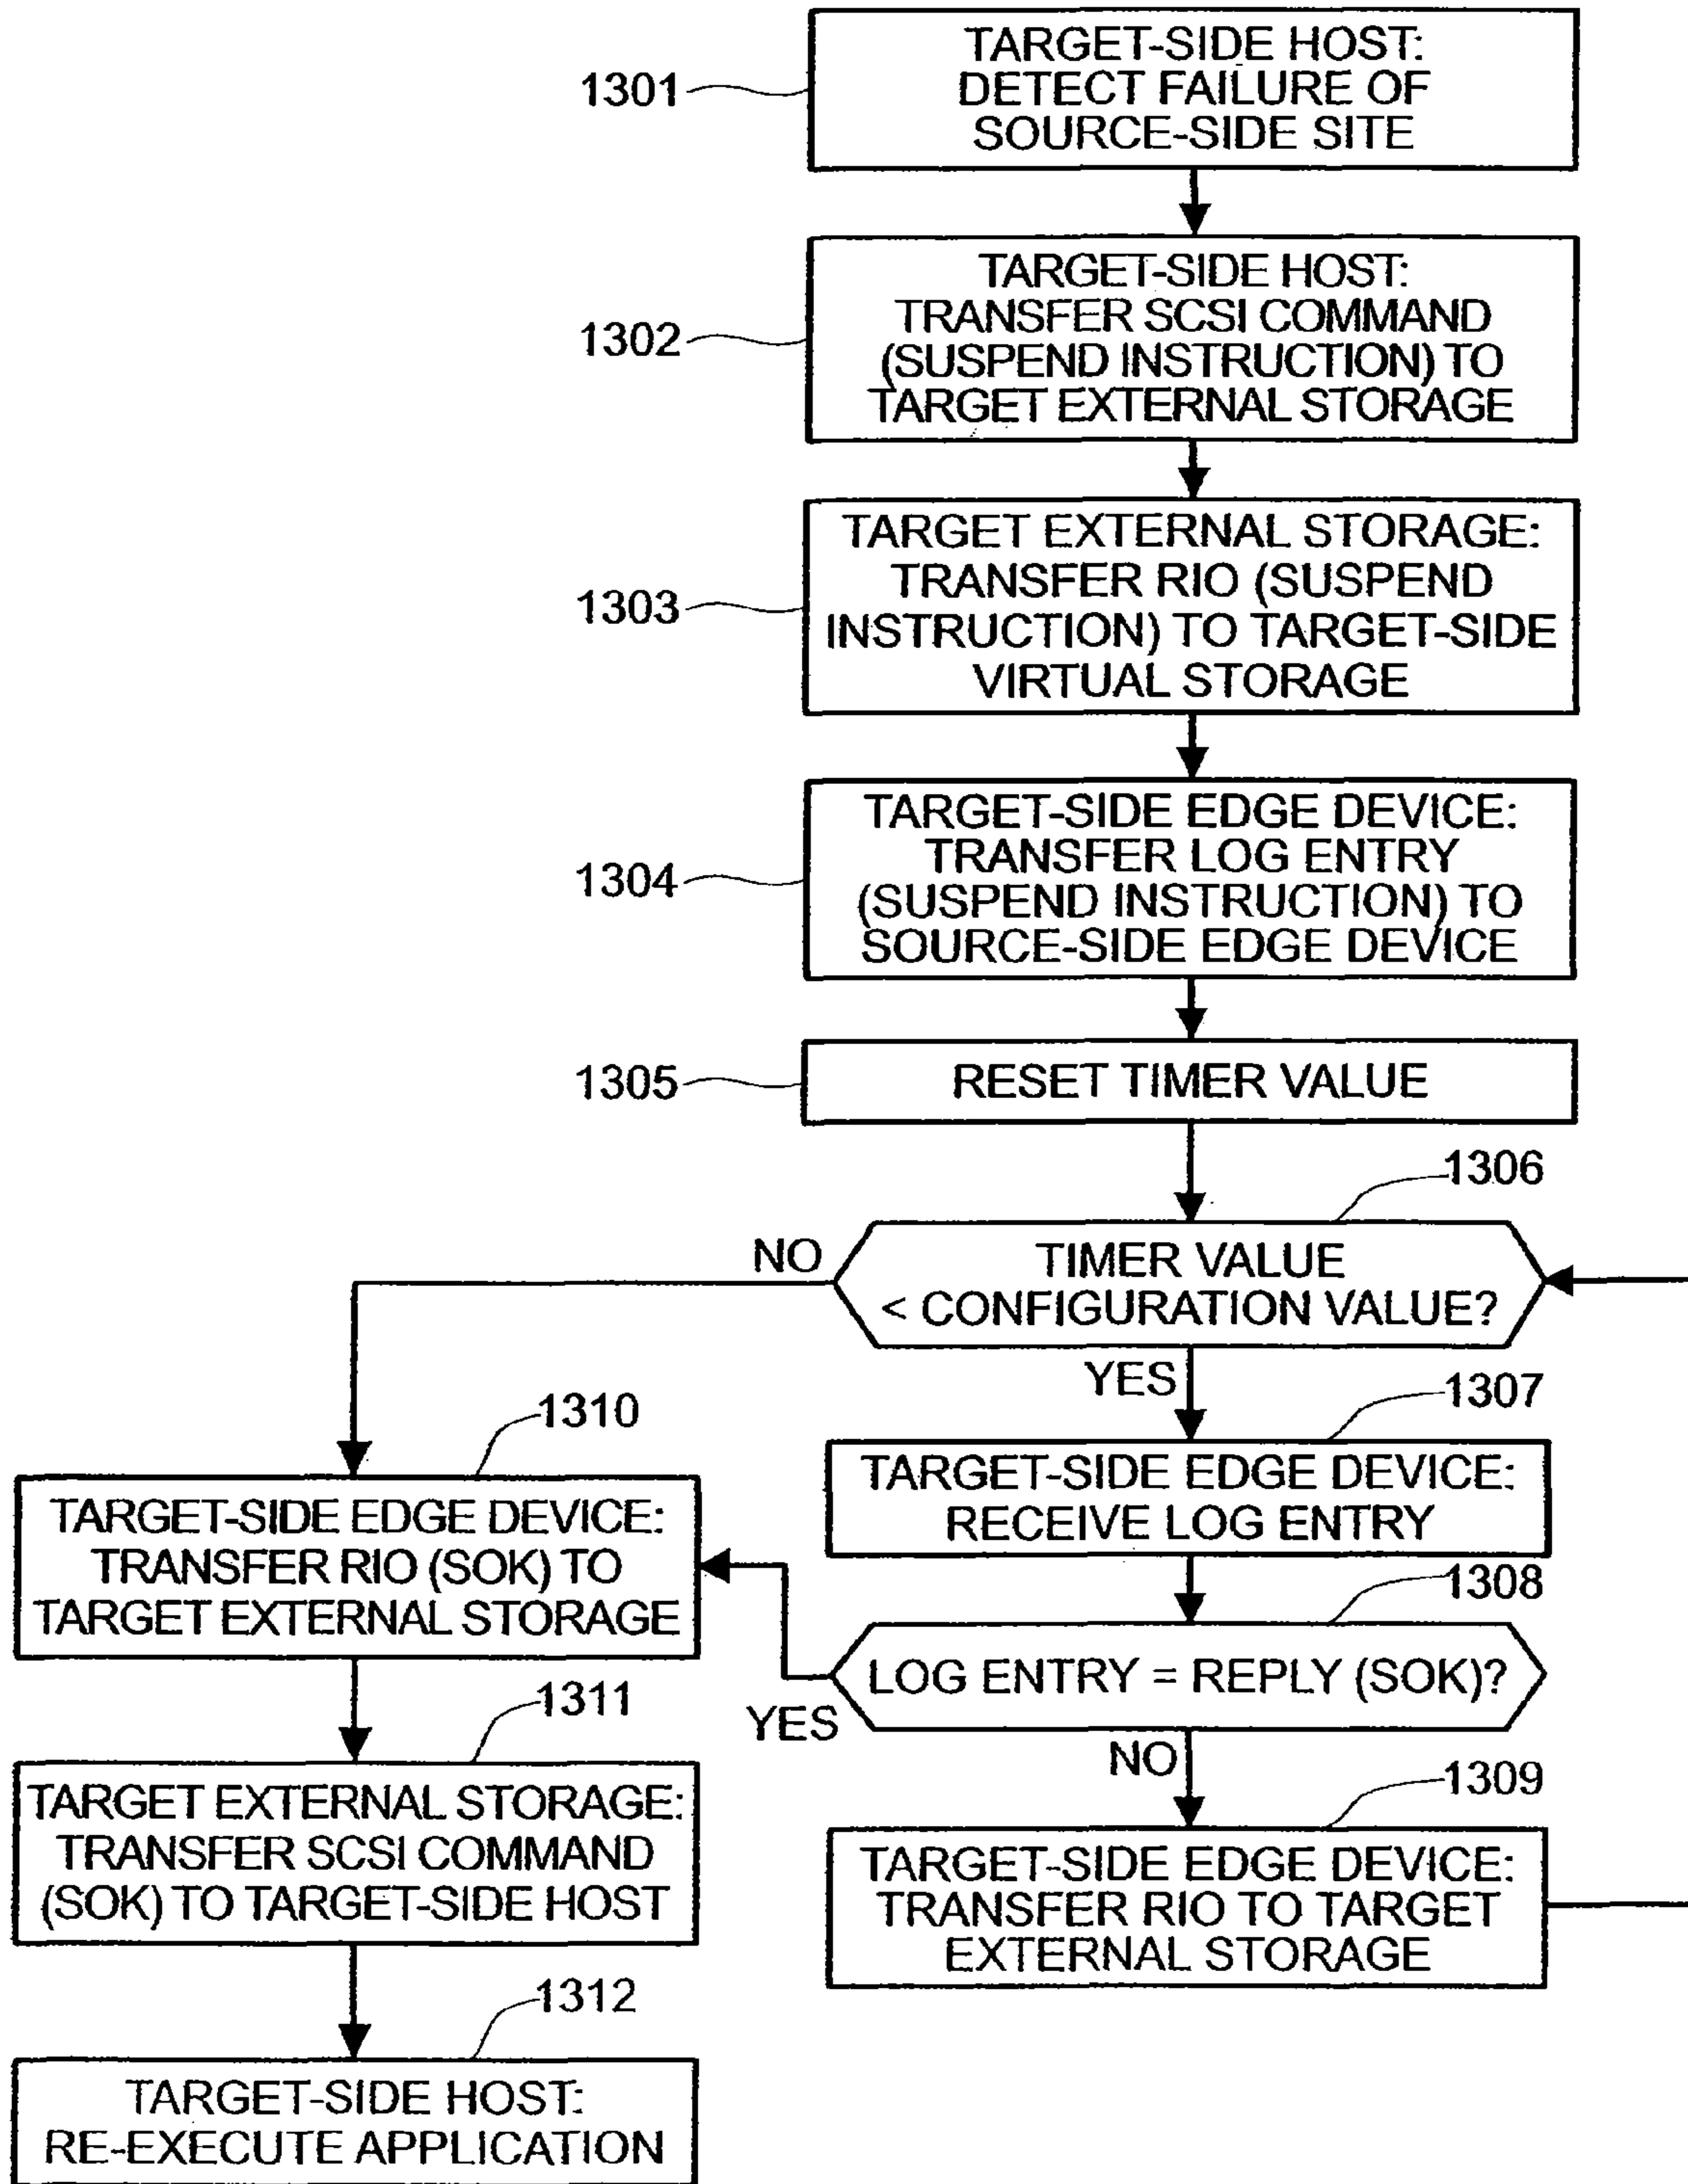 TARGET-SIDE HOST:
DETECT FAILURE OF
SOURCE-SIDE SITE
1301
TARGET-SIDE HOST:
TRANSFER SCSI COMMAND
(SUSPEND INSTRUCTION) TO
TARGET EXTERNAL STORAGE
1302
TARGET EXTERNAL STORAGE:
TRANSFER RIO (SUSPEND
INSTRUCTION) TO TARGET-SIDE
VIRTUAL STORAGE
1303
TARGET-SIDE EDGE DEVICE:
TRANSFER LOG ENTRY
(SUSPEND INSTRUCTION) TO
SOURCE-SIDE EDGE DEVICE
1304
RESET TIMER VALUE
1305
1306
TIMER VALUE
< CONFIGURATION VALUE?
NO
YES
1307
TARGET-SIDE EDGE DEVICE:
RECEIVE LOG ENTRY
1308
LOG ENTRY = REPLY (SOK)?
YES
NO
1309
TARGET-SIDE EDGE DEVICE:
TRANSFER RIO TO TARGET
EXTERNAL STORAGE
1310
TARGET-SIDE EDGE DEVICE:
TRANSFER RIO (SOK) TO
TARGET EXTERNAL STORAGE
1311
TARGET EXTERNAL STORAGE:
TRANSFER SCSI COMMAND
(SOK) TO TARGET-SIDE HOST
1312
TARGET-SIDE HOST:
RE-EXECUTE APPLICATION